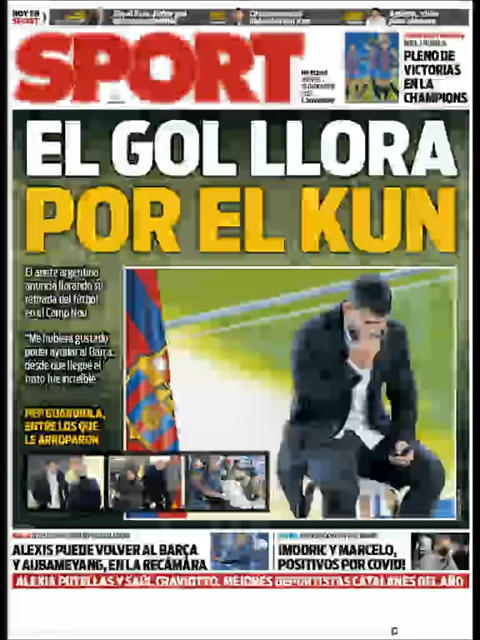 HOY EN
SPORT
SPORT
PLENO DE
VICTORIAS
EN LA
CHAMPIONS
EL GOL LLORA
POR EL KUN
El ariete argentino
anunció llorando su
retirada del fútbol
en el Camp Nou
"Me hubiera gustado
poder ayudar al Barça,
desde que llegué el
trato fue increíble"
PEP GUARDIOLA,
ENTRE LOS QUE
LE ARROPARON
ALEXIS PUEDE VOLVER AL BARÇA
Y AUBAMEYANG, EN LA RECÁMARA
¡MODRIC Y MARCELO,
POSITIVOS POR COVID!
ALEXIA PUTELLAS Y SAÚL CRAVIOTTO, MEJORES DEPORTISTAS CATALANES DEL AÑO